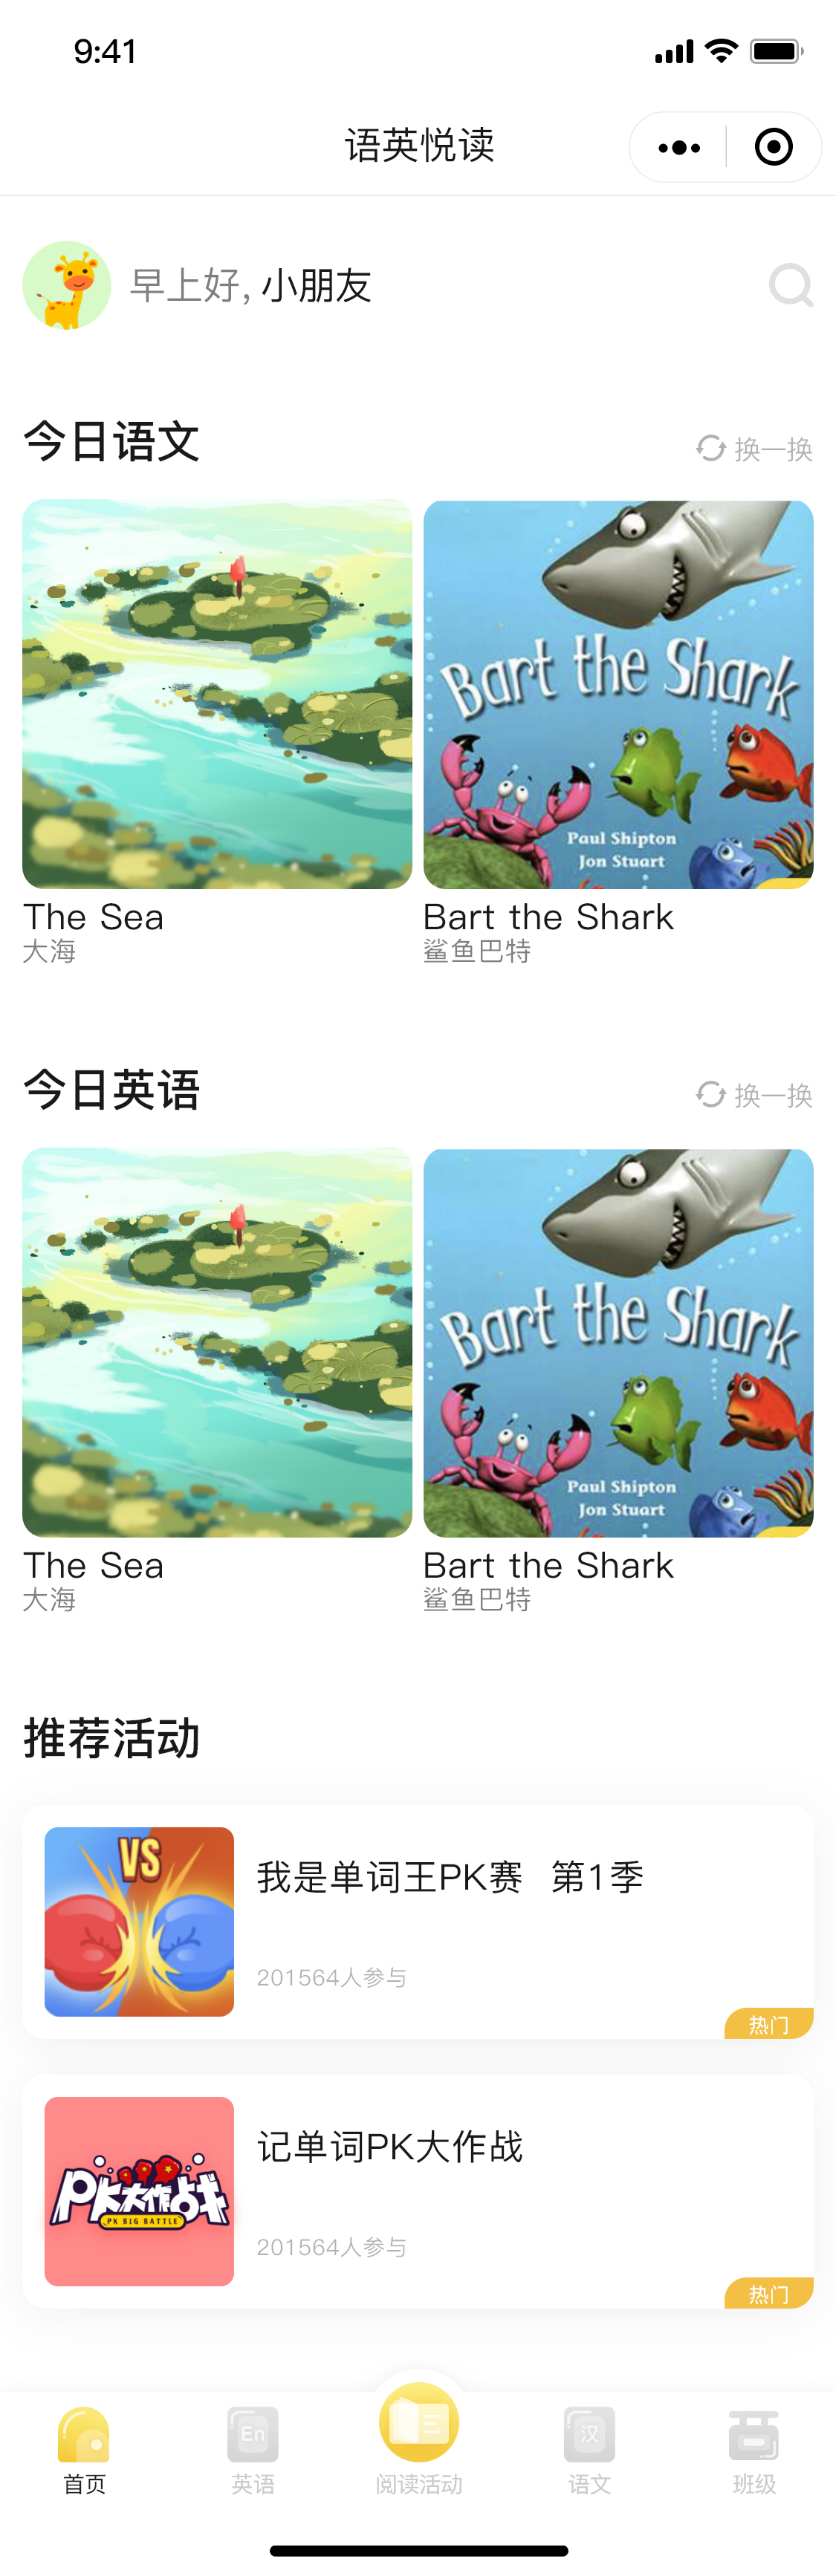 9:41
语英悦读
早上好, 小朋友
今日语文
换一换
Bart the Shark
Paul Shipton
Jon Stuart
The Sea
大海
Bart the Shark
鲨鱼巴特
今日英语
换一换
Bart the Shark
Paul Shipton
Jon Stuart
The Sea
大海
Bart the Shark
鲨鱼巴特
推荐活动
VS
我是单词王PK赛 第1季
201564人参与
热门
PK大作战
PK BIG BATTLE
记单词PK大作战
201564人参与
热门
En
汉
首页
英语
阅读活动
语文
班级